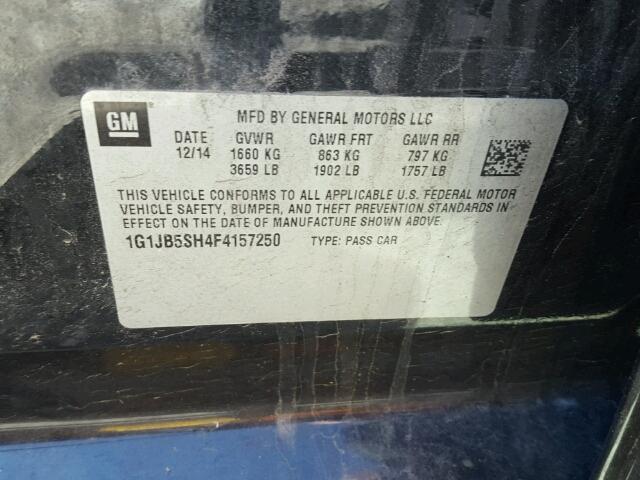 GM
MFD BY GENERAL MOTORS LLC
DATE GVWR GAWR FRT GAWR RR
12/14 1660 KG 863 KG 797 KG
3659 LB 1902 LB 1757 LB
THIS VEHICLE CONFORMS TO ALL APPLICABLE U.S. FEDERAL MOTOR
VEHICLE SAFETY, BUMPER, AND THEFT PREVENTION STANDARDS IN
EFFECT ON THE DATE OF MANUFACTURE SHOWN ABOVE.
1G1JB5SH4F4157250 TYPE: PASS CAR